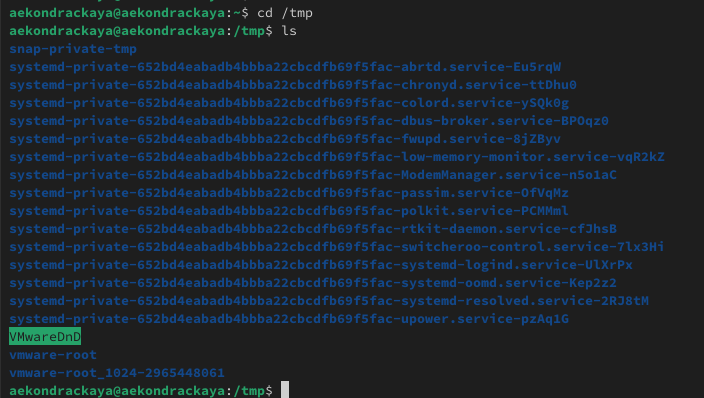 aekondrackaya@aekondrackaya:~$ cd /tmp
aekondrackaya@aekondrackaya:/tmp$ ls
snap-private-tmp
systemd-private-652bd4eabadb4bbba22cbcdfb69f5fac-abrtd.service-Eu5rqW
systemd-private-652bd4eabadb4bbba22cbcdfb69f5fac-chronyd.service-ttDhu0
systemd-private-652bd4eabadb4bbba22cbcdfb69f5fac-colord.service-ySQk0g
systemd-private-652bd4eabadb4bbba22cbcdfb69f5fac-dbus-broker.service-BPOqz0
systemd-private-652bd4eabadb4bbba22cbcdfb69f5fac-fwupd.service-8jZByv
systemd-private-652bd4eabadb4bbba22cbcdfb69f5fac-low-memory-monitor.service-vqR2kZ
systemd-private-652bd4eabadb4bbba22cbcdfb69f5fac-ModemManager.service-n5o1aC
systemd-private-652bd4eabadb4bbba22cbcdfb69f5fac-passim.service-OfVqMz
systemd-private-652bd4eabadb4bbba22cbcdfb69f5fac-polkit.service-PCMMml
systemd-private-652bd4eabadb4bbba22cbcdfb69f5fac-rtkit-daemon.service-cfJhsB
systemd-private-652bd4eabadb4bbba22cbcdfb69f5fac-switcheroo-control.service-7lx3Hi
systemd-private-652bd4eabadb4bbba22cbcdfb69f5fac-systemd-logind.service-UlXrPx
systemd-private-652bd4eabadb4bbba22cbcdfb69f5fac-systemd-oomd.service-Kep2z2
systemd-private-652bd4eabadb4bbba22cbcdfb69f5fac-systemd-resolved.service-2RJ8tM
systemd-private-652bd4eabadb4bbba22cbcdfb69f5fac-upower.service-pzAq1G
VMwareDnD
vmware-root
vmware-root_1024-2965448061
aekondrackaya@aekondrackaya:/tmp$